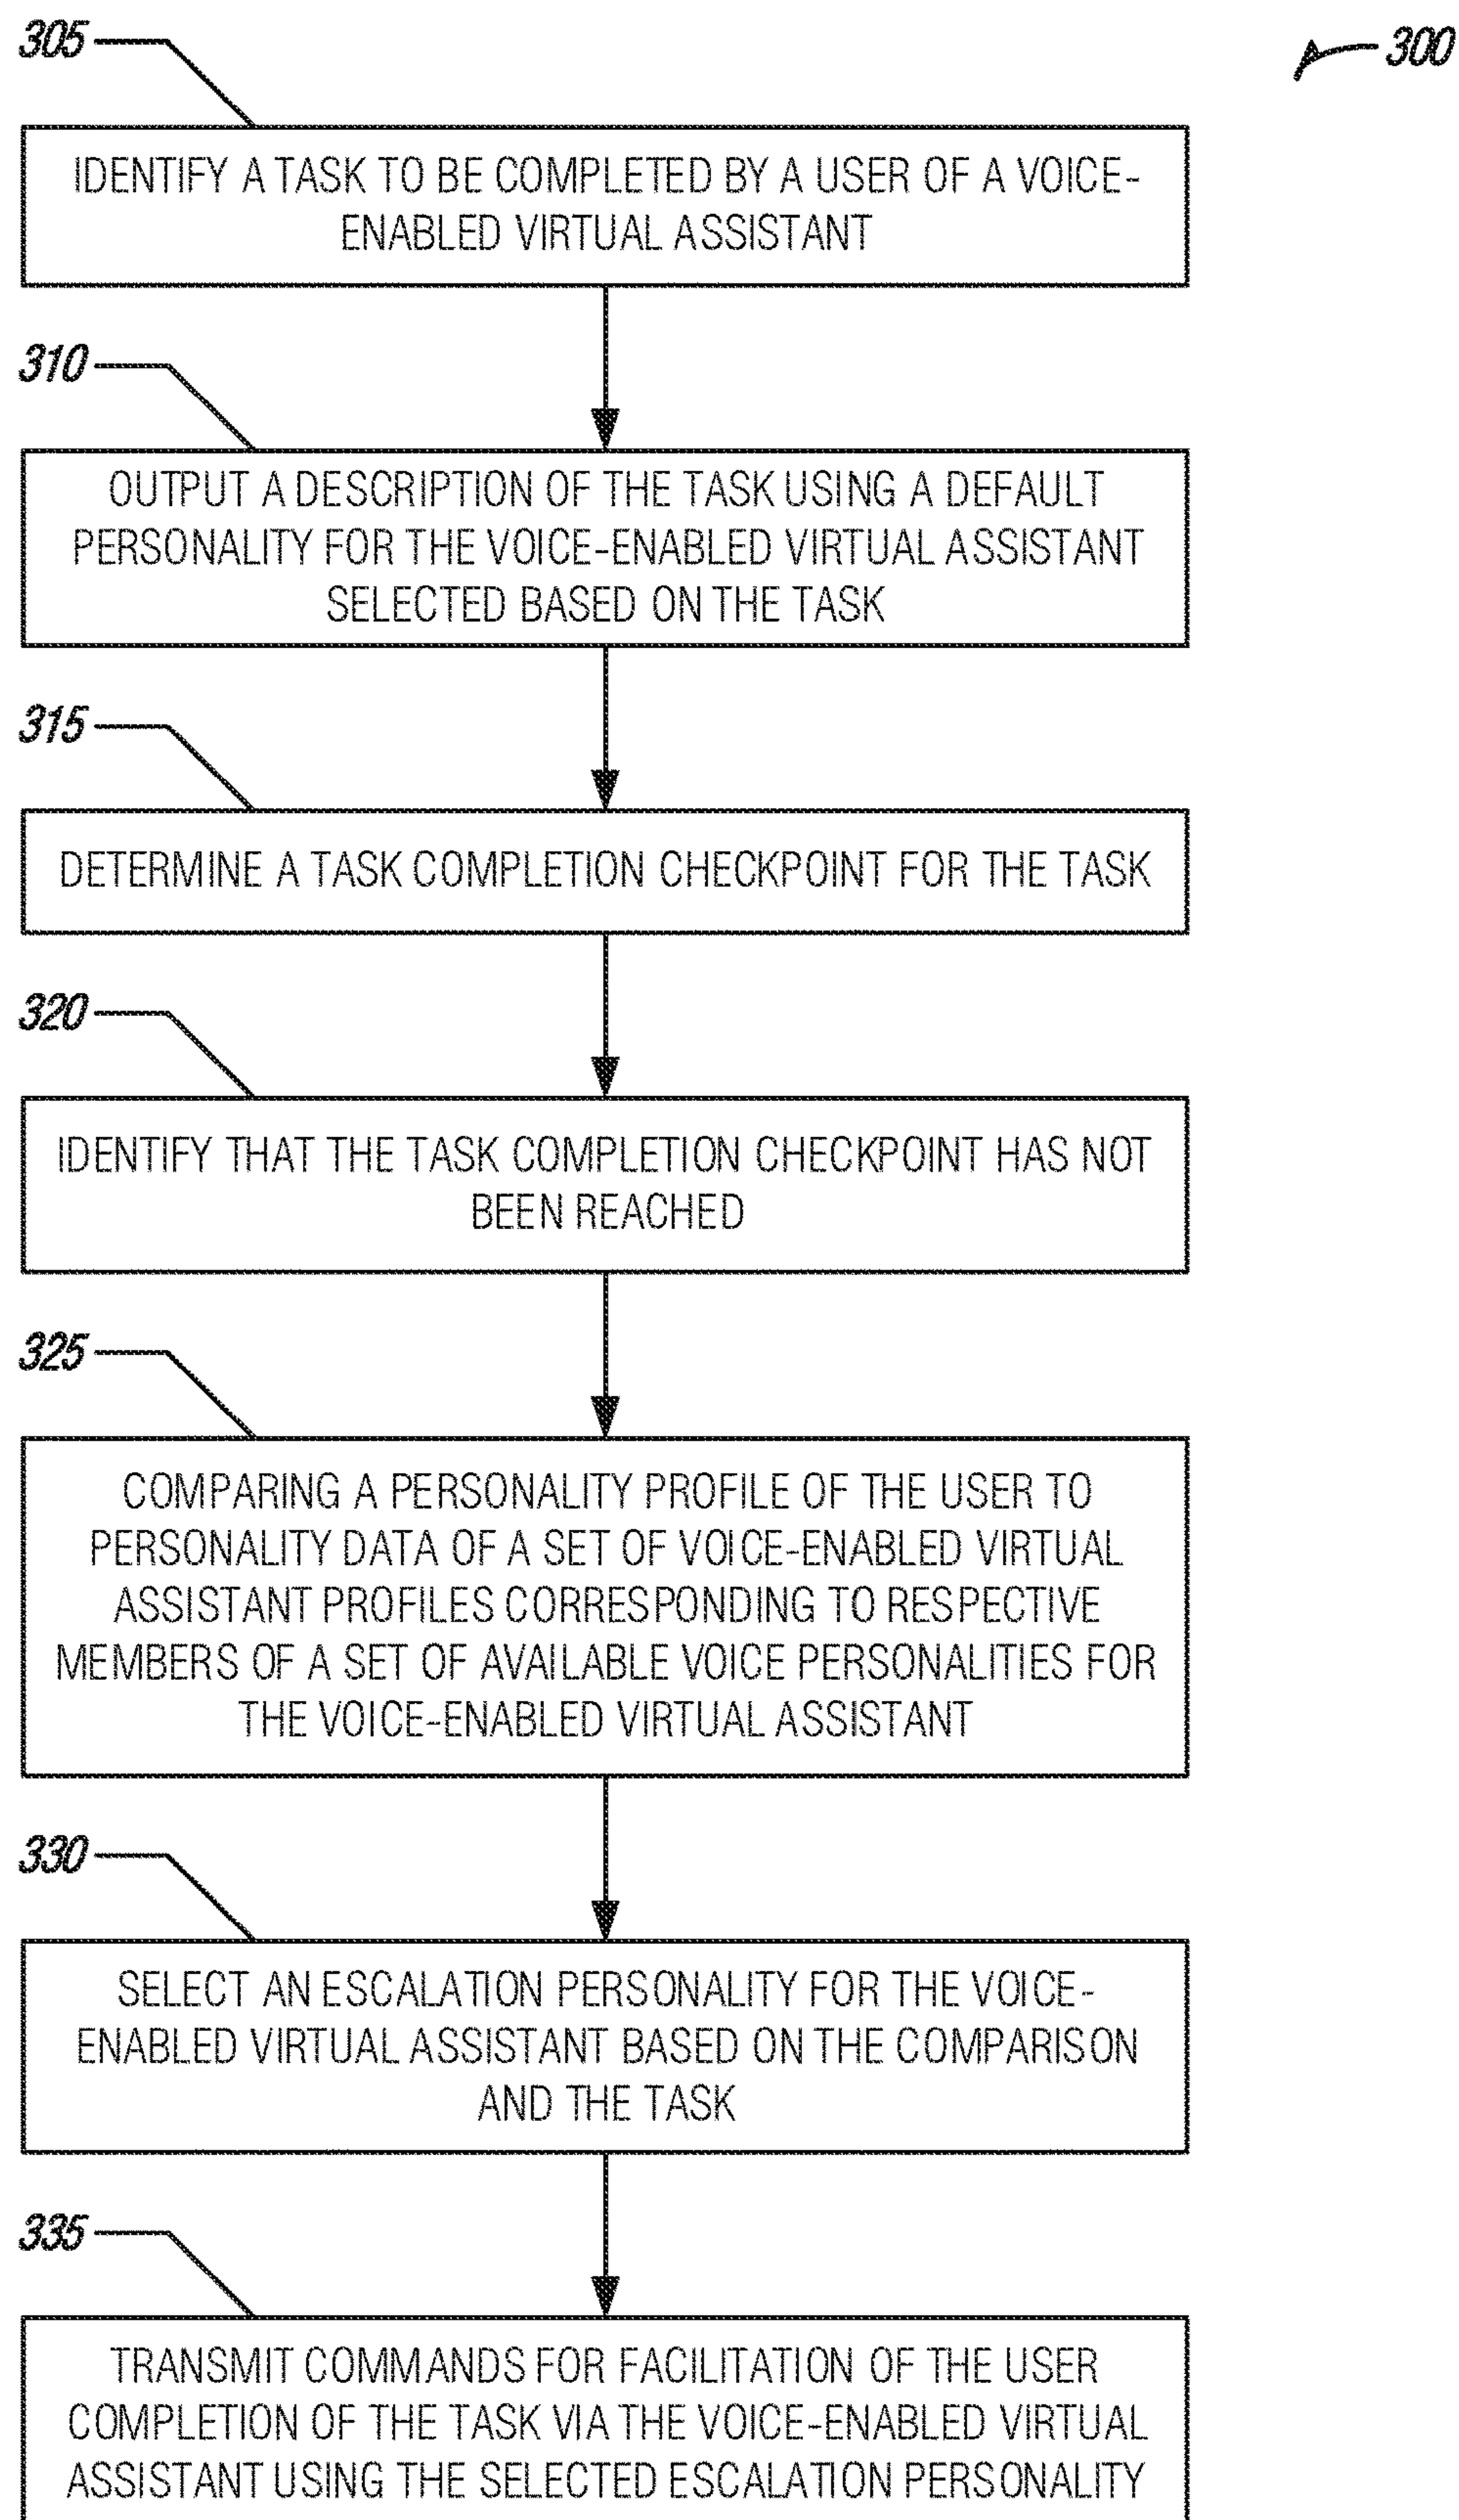 305
300
IDENTIFY A TASK TO BE COMPLETED BY A USER OF A VOICE-
ENABLED VIRTUAL ASSISTANT
310
OUTPUT A DESCRIPTION OF THE TASK USING A DEFAULT
PERSONALITY FOR THE VOICE-ENABLED VIRTUAL ASSISTANT
SELECTED BASED ON THE TASK
315
DETERMINE A TASK COMPLETION CHECKPOINT FOR THE TASK
320
IDENTIFY THAT THE TASK COMPLETION CHECKPOINT HAS NOT
BEEN REACHED
325
COMPARING A PERSONALITY PROFILE OF THE USER TO
PERSONALITY DATA OF A SET OF VOICE-ENABLED VIRTUAL
ASSISTANT PROFILES CORRESPONDING TO RESPECTIVE
MEMBERS OF A SET OF AVAILABLE VOICE PERSONALITIES FOR
THE VOICE-ENABLED VIRTUAL ASSISTANT
330
SELECT AN ESCALATION PERSONALITY FOR THE VOICE-
ENABLED VIRTUAL ASSISTANT BASED ON THE COMPARISON
AND THE TASK
335
TRANSMIT COMMANDS FOR FACILITATION OF THE USER
COMPLETION OF THE TASK VIA THE VOICE-ENABLED VIRTUAL
ASSISTANT USING THE SELECTED ESCALATION PERSONALITY